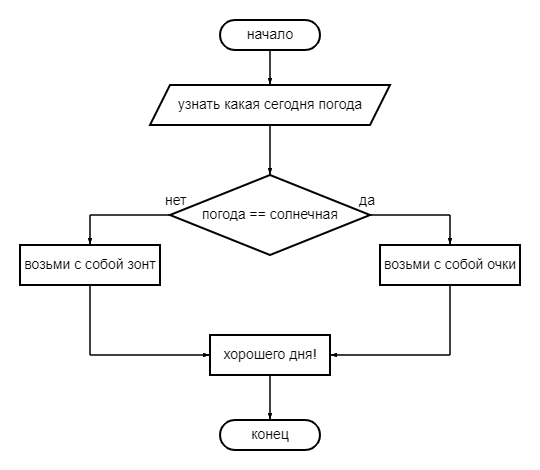 начало
узнать какая сегодня погода
нет
да
погода == солнечная
возьми с собой зонт
возьми с собой очки
хорошего дня!
конец